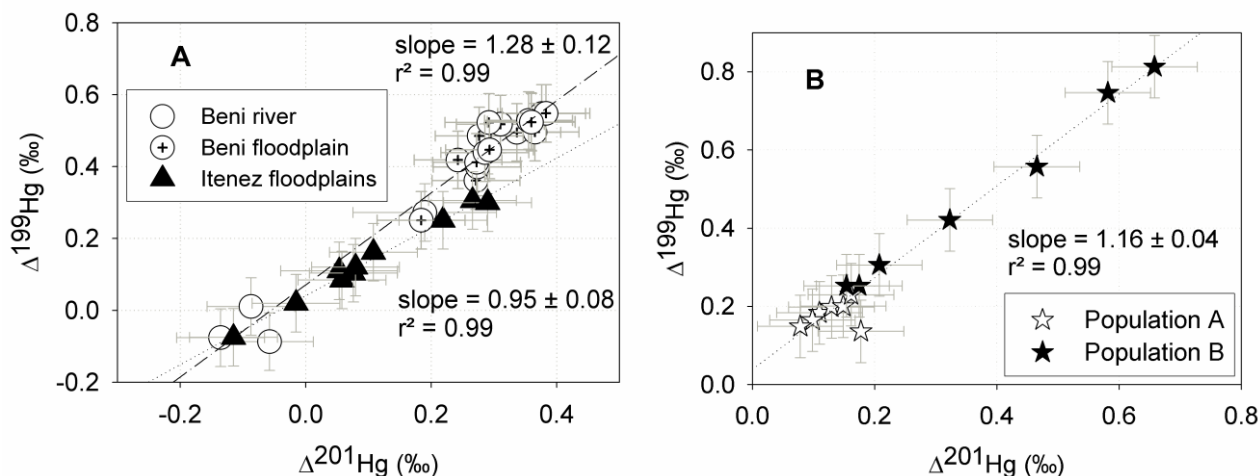 A
slope = 1.28 ± 0.12
r² = 0.99
Beni river
Beni floodplain
Itenez floodplains
slope = 0.95 ± 0.08
r² = 0.99
Δ¹⁹⁹Hg (‰)
0.8
0.6
0.4
0.2
0.0
-0.2
-0.2 0.0 0.2 0.4
Δ²⁰¹Hg (‰)
B
slope = 1.16 ± 0.04
r² = 0.99
Population A
Population B
Δ¹⁹⁹Hg (‰)
0.8
0.6
0.4
0.2
0.0
0.0 0.2 0.4 0.6 0.8
Δ²⁰¹Hg (‰)